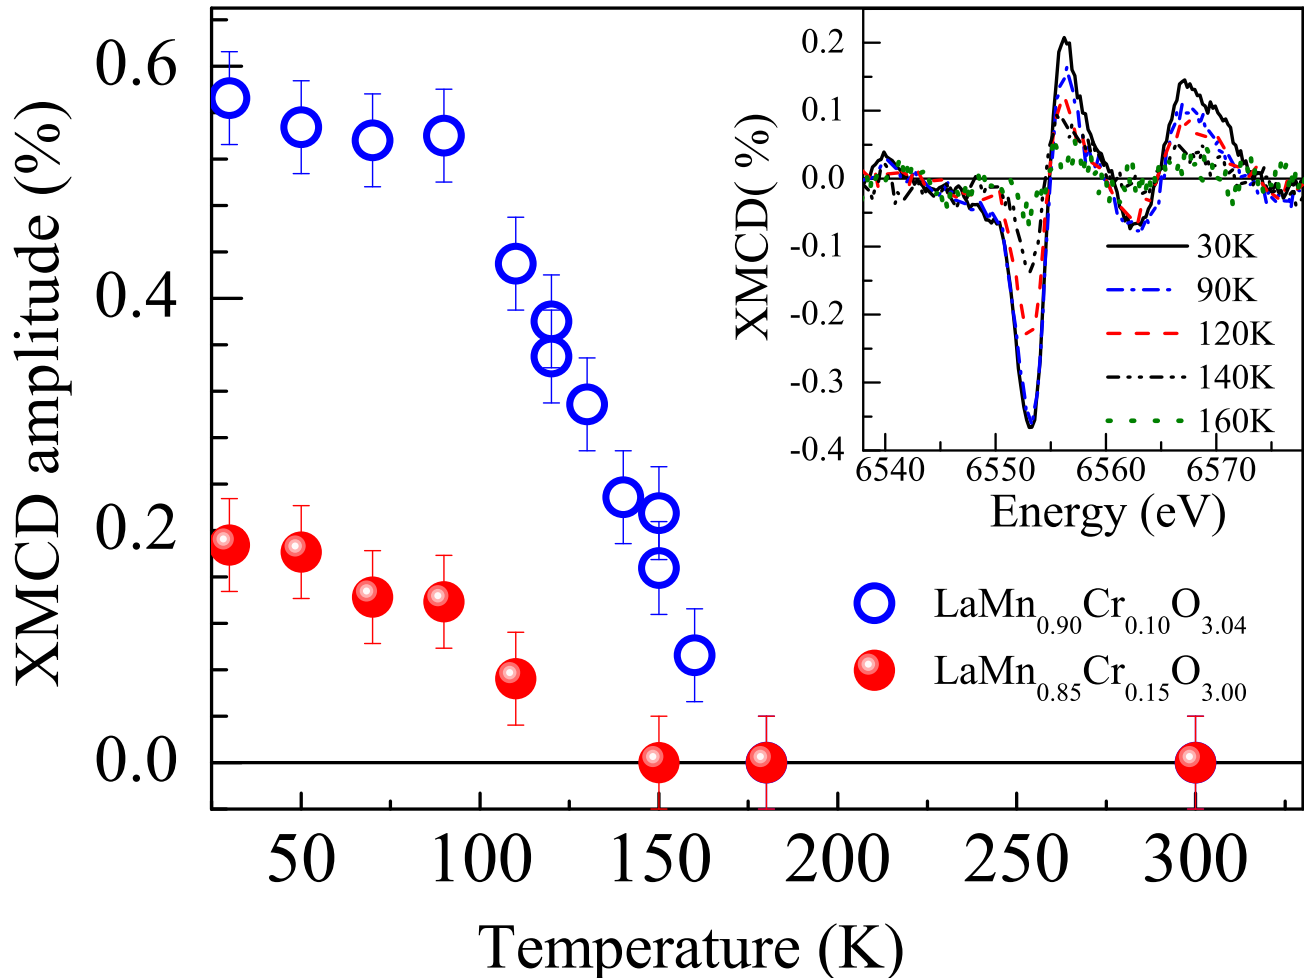 XMCD amplitude (%)
0.6
0.4
0.2
0.0
50
100
150
200
250
300
Temperature (K)
XMCD( %)
0.2
0.1
0.0
-0.1
-0.2
-0.3
-0.4
6540
6550
6560
6570
Energy (eV)
30K
90K
120K
140K
160K
LaMn0.90Cr0.10O3.04
LaMn0.85Cr0.15O3.00